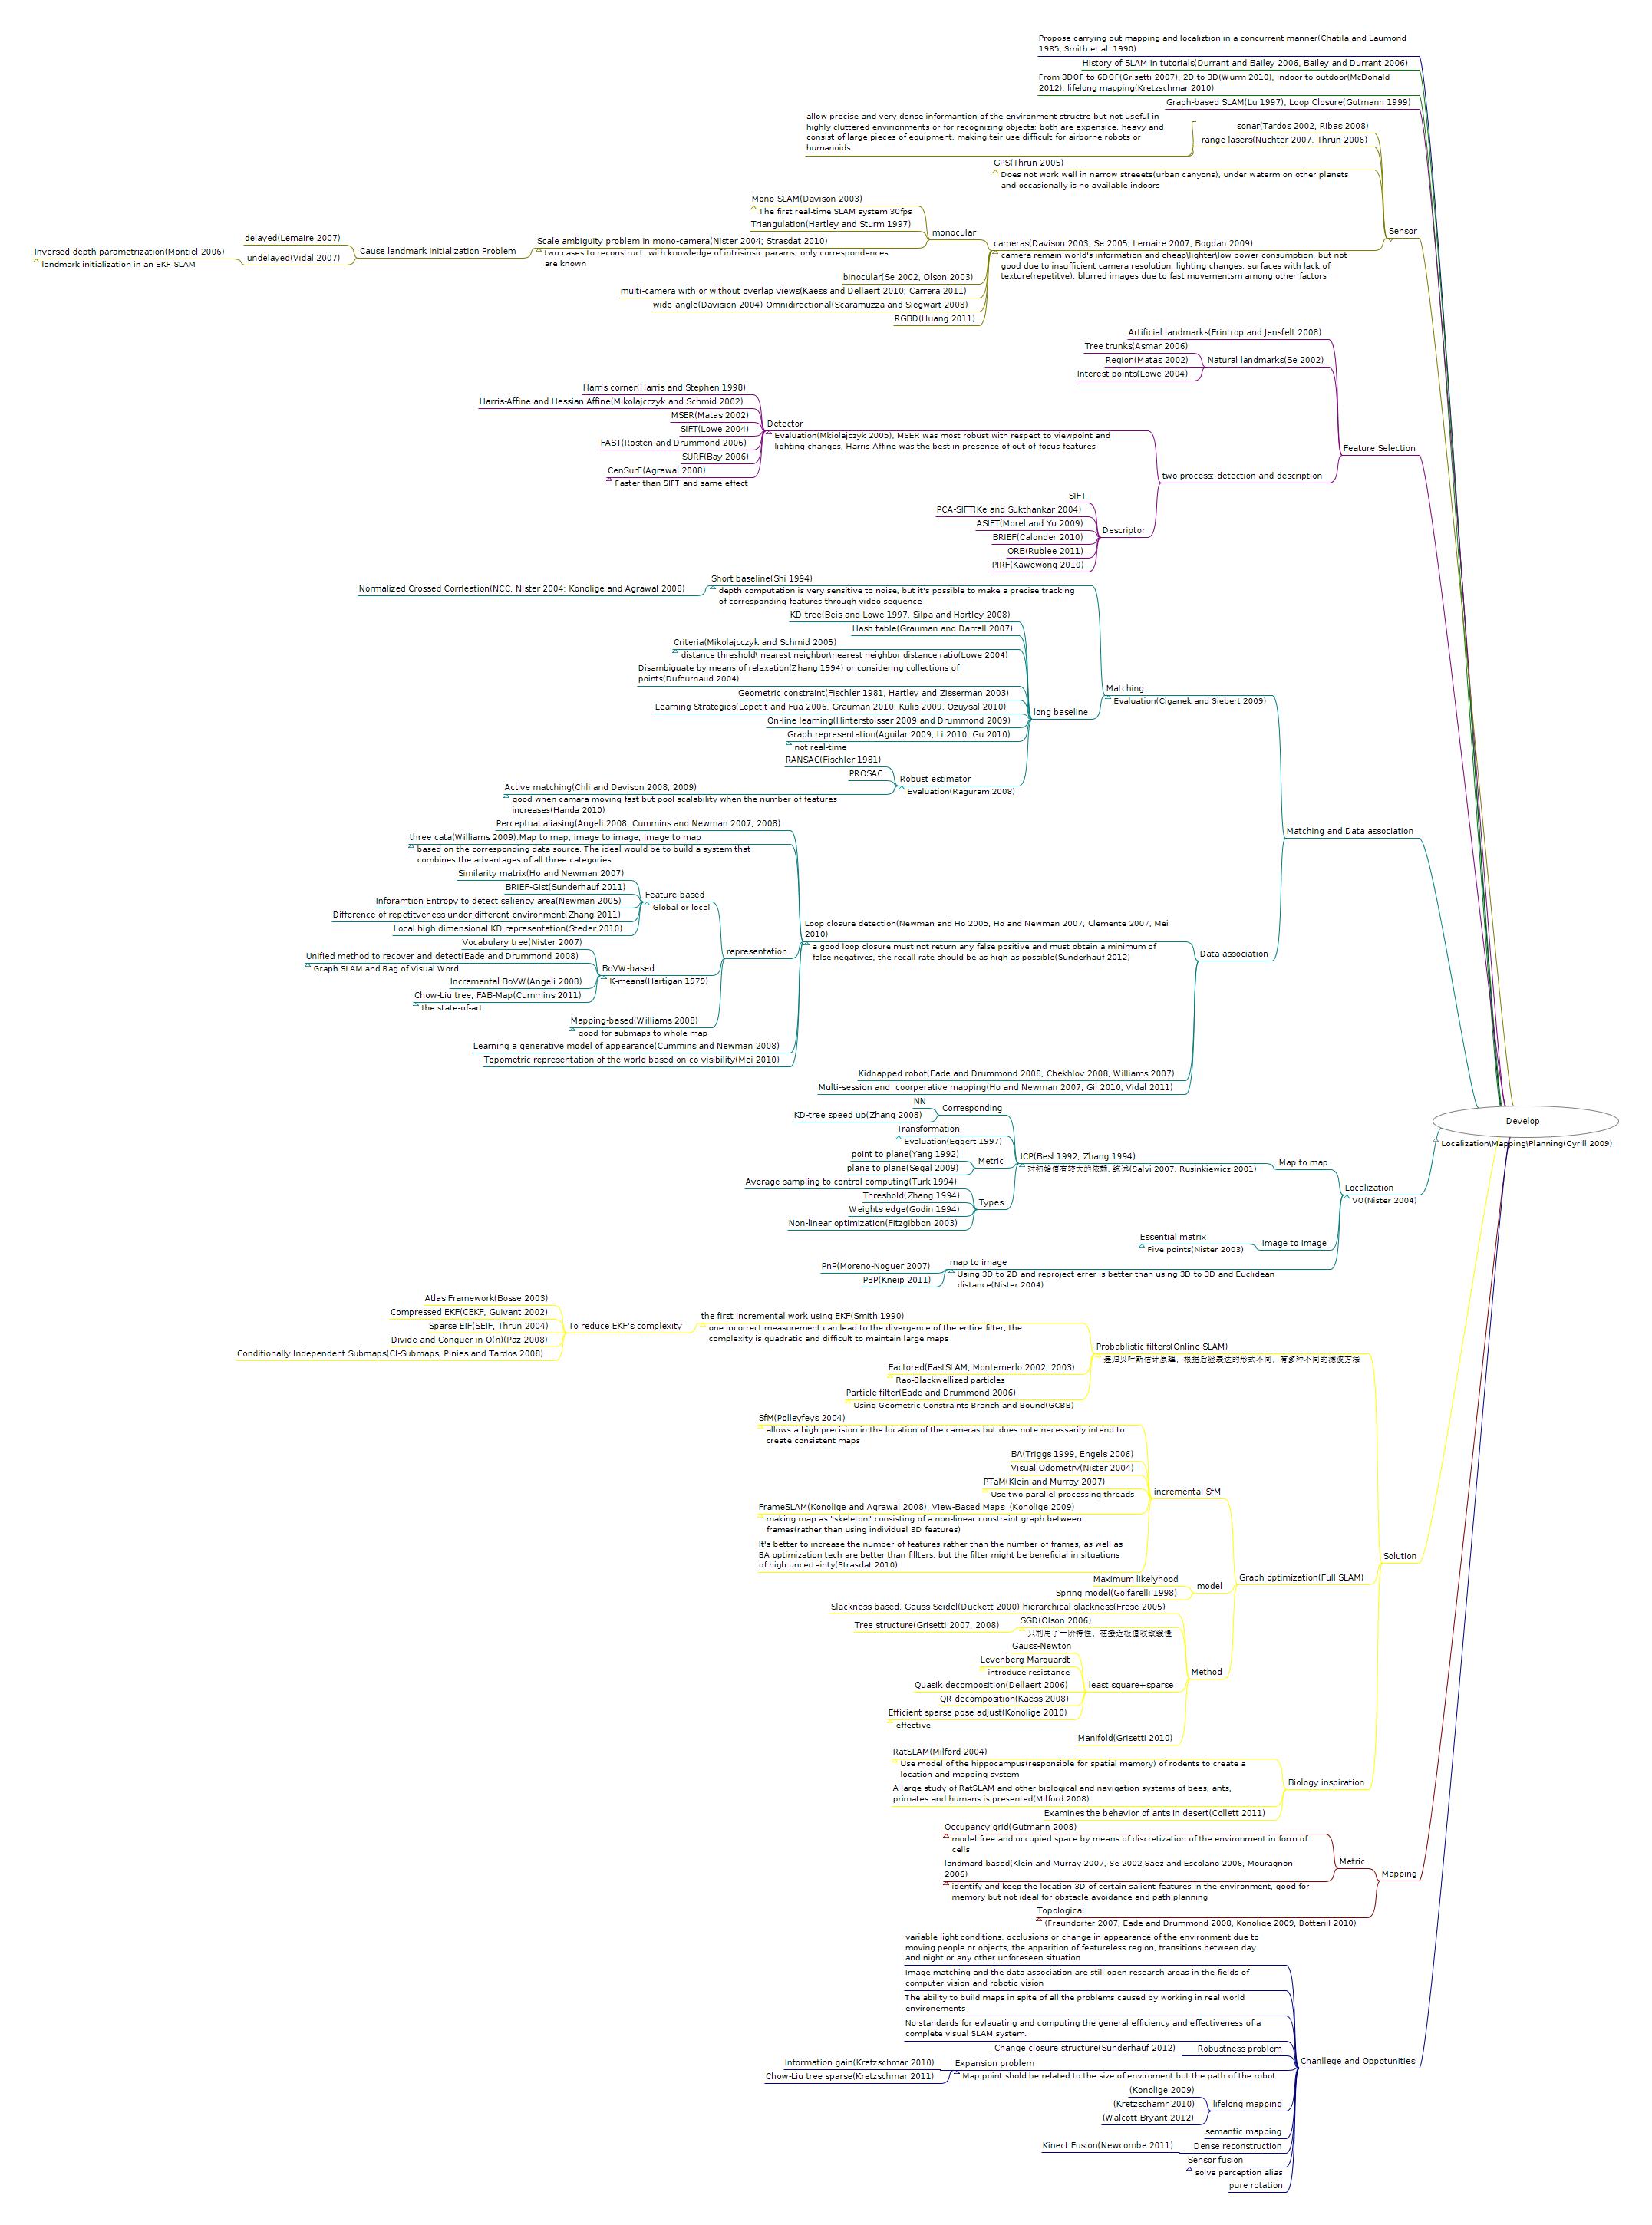 Propose carrying out mapping and localiztion in a concurrent manner(Chatila and Laumond
1985, Smith et al. 1990)
History of SLAM in tutorials(Durrant and Bailey 2006, Bailey and Durrant 2006)
From 3DOF to 6DOF(Grisetti 2007), 2D to 3D(Wurm 2010), indoor to outdoor(McDonald
2012), lifelong mapping(Kretzschmar 2010)
Graph-based SLAM(Lu 1997), Loop Closure(Gutmann 1999)
allow precise and very dense informantion of the environment structre but not useful in
highly cluttered envirionments or for recognizing objects; both are expensice, heavy and
consist of large pieces of equipment, making teir use difficult for airborne robots or
humanoids
sonar(Tardos 2002, Ribas 2008)
range lasers(Nuchter 2007, Thrun 2006)
GPS(Thrun 2005)
Does not work well in narrow streeets(urban canyons), under waterm on other planets
and occasionally is no available indoors
Sensor
Mono-SLAM(Davison 2003)
The first real-time SLAM system 30fps
Triangulation(Hartley and Sturm 1997)
monocular
Scale ambiguity problem in mono-camera(Nister 2004; Strasdat 2010)
two cases to reconstruct: with knowledge of intrisinsic params; only correspondences
are known
Cause landmark Initialization Problem
delayed(Lemaire 2007)
undelayed(Vidal 2007)
Inversed depth parametrization(Montiel 2006)
landmark initialization in an EKF-SLAM
cameras(Davison 2003, Se 2005, Lemaire 2007, Bogdan 2009)
camera remain world's information and cheap\lighter\low power consumption, but not
good due to insufficient camera resolution, lighting changes, surfaces with lack of
texture(repetitve), blurred images due to fast movementsm among other factors
binocular(Se 2002, Olson 2003)
multi-camera with or without overlap views(Kaess and Dellaert 2010; Carrera 2011)
wide-angle(Davision 2004) Omnidirectional(Scaramuzza and Siegwart 2008)
RGBD(Huang 2011)
Artificial landmarks(Frintrop and Jensfelt 2008)
Tree trunks(Asmar 2006)
Region(Matas 2002)
Interest points(Lowe 2004)
Natural landmarks(Se 2002)
Feature Selection
Harris corner(Harris and Stephen 1998)
Harris-Affine and Hessian Affine(Mikolajcczyk and Schmid 2002)
MSER(Matas 2002)
SIFT(Lowe 2004)
FAST(Rosten and Drummond 2006)
SURF(Bay 2006)
CenSurE(Agrawal 2008)
Faster than SIFT and same effect
Detector
Evaluation(Mkiolajczyk 2005), MSER was most robust with respect to viewpoint and
lighting changes, Harris-Affine was the best in presence of out-of-focus features
two process: detection and description
SIFT
PCA-SIFT(Ke and Sukthankar 2004)
ASIFT(Morel and Yu 2009)
BRIEF(Calonder 2010)
ORB(Rublee 2011)
PIRF(Kawewong 2010)
Descriptor
Normalized Crossed Corrleation(NCC, Nister 2004; Konolige and Agrawal 2008)
Short baseline(Shi 1994)
depth computation is very sensitive to noise, but it's possible to make a precise tracking
of corresponding features through video sequence
KD-tree(Beis and Lowe 1997, Silpa and Hartley 2008)
Hash table(Grauman and Darrell 2007)
Criteria(Mikolajcczyk and Schmid 2005)
distance threshold\ nearest neighbor\nearest neighbor distance ratio(Lowe 2004)
Disambiguate by means of relaxation(Zhang 1994) or considering collections of
points(Dufournaud 2004)
Geometric constraint(Fischler 1981, Hartley and Zisserman 2003)
Learning Strategies(Lepetit and Fua 2006, Grauman 2010, Kulis 2009, Ozuysal 2010)
On-line learning(Hinterstoisser 2009 and Drummond 2009)
Graph representation(Aguilar 2009, Li 2010, Gu 2010)
not real-time
long baseline
Matching
Evaluation(Ciganek and Siebert 2009)
RANSAC(Fischler 1981)
PROSAC
Active matching(Chli and Davison 2008, 2009)
good when camara moving fast but pool scalability when the number of features
increases(Handa 2010)
Robust estimator
Evaluation(Raguram 2008)
Matching and Data association
Perceptual aliasing(Angeli 2008, Cummins and Newman 2007, 2008)
three cata(Williams 2009):Map to map; image to image; image to map
based on the corresponding data source. The ideal would be to build a system that
combines the advantages of all three categories
Similarity matrix(Ho and Newman 2007)
BRIEF-Gist(Sunderhauf 2011)
Inforamtion Entropy to detect saliency area(Newman 2005)
Difference of repetitveness under different environment(Zhang 2011)
Local high dimensional KD representation(Steder 2010)
Feature-based
Global or local
Vocabulary tree(Nister 2007)
Unified method to recover and detect(Eade and Drummond 2008)
Graph SLAM and Bag of Visual Word
Incremental BoVW(Angeli 2008)
Chow-Liu tree, FAB-Map(Cummins 2011)
the state-of-art
BoVW-based
K-means(Hartigan 1979)
representation
Mapping-based(Williams 2008)
good for submaps to whole map
Learning a generative model of appearance(Cummins and Newman 2008)
Topometric representation of the world based on co-visibility(Mei 2010)
Loop closure detection(Newman and Ho 2005, Ho and Newman 2007, Clemente 2007, Mei
2010)
a good loop closure must not return any false positive and must obtain a minimum of
false negatives, the recall rate should be as high as possible(Sunderhauf 2012)
Data association
Kidnapped robot(Eade and Drummond 2008, Chekhlov 2008, Williams 2007)
Multi-session and  coorperative mapping(Ho and Newman 2007, Gil 2010, Vidal 2011)
Develop
Localization\Mapping\Planning(Cyrill 2009)
NN
KD-tree speed up(Zhang 2008)
Corresponding
Transformation
Evaluation(Eggert 1997)
point to plane(Yang 1992)
plane to plane(Segal 2009)
Metric
Average sampling to control computing(Turk 1994)
Threshold(Zhang 1994)
Weights edge(Godin 1994)
Non-linear optimization(Fitzgibbon 2003)
Types
ICP(Besl 1992, Zhang 1994)
对初始值有较大的依赖, 综述(Salvi 2007, Rusinkiewicz 2001)
Map to map
Localization
VO(Nister 2004)
Essential matrix
Five points(Nister 2003)
image to image
PnP(Moreno-Noguer 2007)
P3P(Kneip 2011)
map to image
Using 3D to 2D and reproject errer is better than using 3D to 3D and Euclidean
distance(Nister 2004)
Atlas Framework(Bosse 2003)
Compressed EKF(CEKF, Guivant 2002)
Sparse EIF(SEIF, Thrun 2004)
Divide and Conquer in O(n)(Paz 2008)
Conditionally Independent Submaps(CI-Submaps, Pinies and Tardos 2008)
To reduce EKF's complexity
the first incremental work using EKF(Smith 1990)
one incorrect measurement can lead to the divergence of the entire filter, the
complexity is quadratic and difficult to maintain large maps
Probablistic filters(Online SLAM)
递归贝叶斯估计原理，根据后验表达的形式不同，有多种不同的滤波方法
Factored(FastSLAM, Montemerlo 2002, 2003)
Rao-Blackwellized particles
Particle filter(Eade and Drummond 2006)
Using Geometric Constraints Branch and Bound(GCBB)
SfM(Polleyfeys 2004)
allows a high precision in the location of the cameras but does note necessarily intend to
create consistent maps
BA(Triggs 1999, Engels 2006)
Visual Odometry(Nister 2004)
PTaM(Klein and Murray 2007)
Use two parallel processing threads
incremental SfM
FrameSLAM(Konolige and Agrawal 2008), View-Based Maps（Konolige 2009)
making map as "skeleton" consisting of a non-linear constraint graph between
frames(rather than using individual 3D features)
It's better to increase the number of features rather than the number of frames, as well as
BA optimization tech are better than fillters, but the filter might be beneficial in situations
of high uncertainty(Strasdat 2010)
Solution
Graph optimization(Full SLAM)
Maximum likelyhood
Spring model(Golfarelli 1998)
model
Slackness-based, Gauss-Seidel(Duckett 2000) hierarchical slackness(Frese 2005)
Tree structure(Grisetti 2007, 2008)
SGD(Olson 2006)
只利用了一阶特性，在接近极值收敛缓慢
Gauss-Newton
Levenberg-Marquardt
introduce resistance
Quasik decomposition(Dellaert 2006)
QR decomposition(Kaess 2008)
Efficient sparse pose adjust(Konolige 2010)
effective
least square+sparse
Method
Manifold(Grisetti 2010)
RatSLAM(Milford 2004)
Use model of the hippocampus(responsible for spatial memory) of rodents to create a
location and mapping system
A large study of RatSLAM and other biological and navigation systems of bees, ants,
primates and humans is presented(Milford 2008)
Examines the behavior of ants in desert(Collett 2011)
Biology inspiration
Occupancy grid(Gutmann 2008)
model free and occupied space by means of discretization of the environment in form of
cells
landmard-based(Klein and Murray 2007, Se 2002,Saez and Escolano 2006, Mouragnon
2006)
identify and keep the location 3D of certain salient features in the environment, good for
memory but not ideal for obstacle avoidance and path planning
Metric
Mapping
Topological
(Fraundorfer 2007, Eade and Drummond 2008, Konolige 2009, Botterill 2010)
variable light conditions, occlusions or change in appearance of the environment due to
moving people or objects, the apparition of featureless region, transitions between day
and night or any other unforeseen situation
Image matching and the data association are still open research areas in the fields of
computer vision and robotic vision
The ability to build maps in spite of all the problems caused by working in real world
environements
No standards for evlauating and computing the general efficiency and effectiveness of a
complete visual SLAM system.
Change closure structure(Sunderhauf 2012)
Robustness problem
Chanllege and Oppotunities
Information gain(Kretzschmar 2010)
Chow-Liu tree sparse(Kretzschmar 2011)
Expansion problem
Map point shold be related to the size of enviroment but the path of the robot
(Konolige 2009)
(Kretzschamr 2010)
(Walcott-Bryant 2012)
lifelong mapping
semantic mapping
Kinect Fusion(Newcombe 2011)
Dense reconstruction
Sensor fusion
solve perception alias
pure rotation